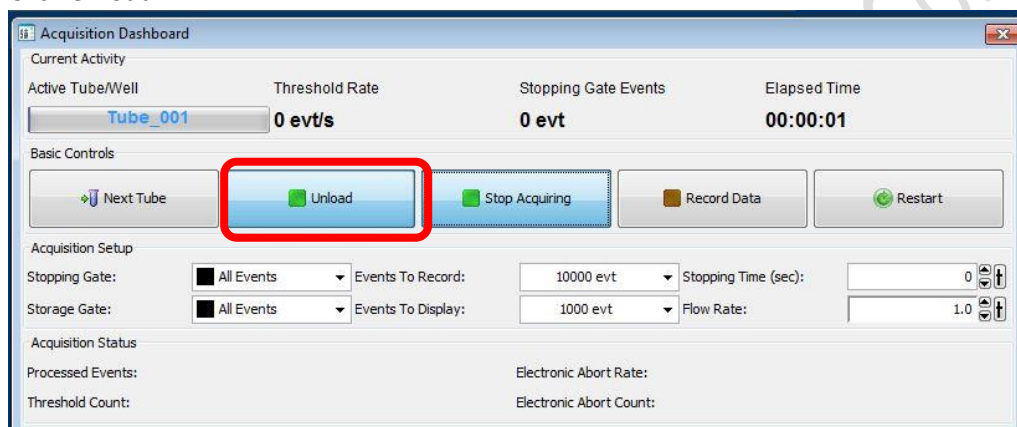 Acquisition Dashboard
Current Activity
Active Tube/Well Threshold Rate Stopping Gate Events Elapsed Time
Tube_001 0 evt/s 0 evt 00:00:01
Basic Controls
Next Tube Unload Stop Acquiring Record Data Restart
Acquisition Setup
Stopping Gate: All Events Events To Record: 10000 evt Stopping Time (sec): 0
Storage Gate: All Events Events To Display: 1000 evt Flow Rate: 1.0
Acquisition Status
Processed Events: Electronic Abort Rate:
Threshold Count: Electronic Abort Count: